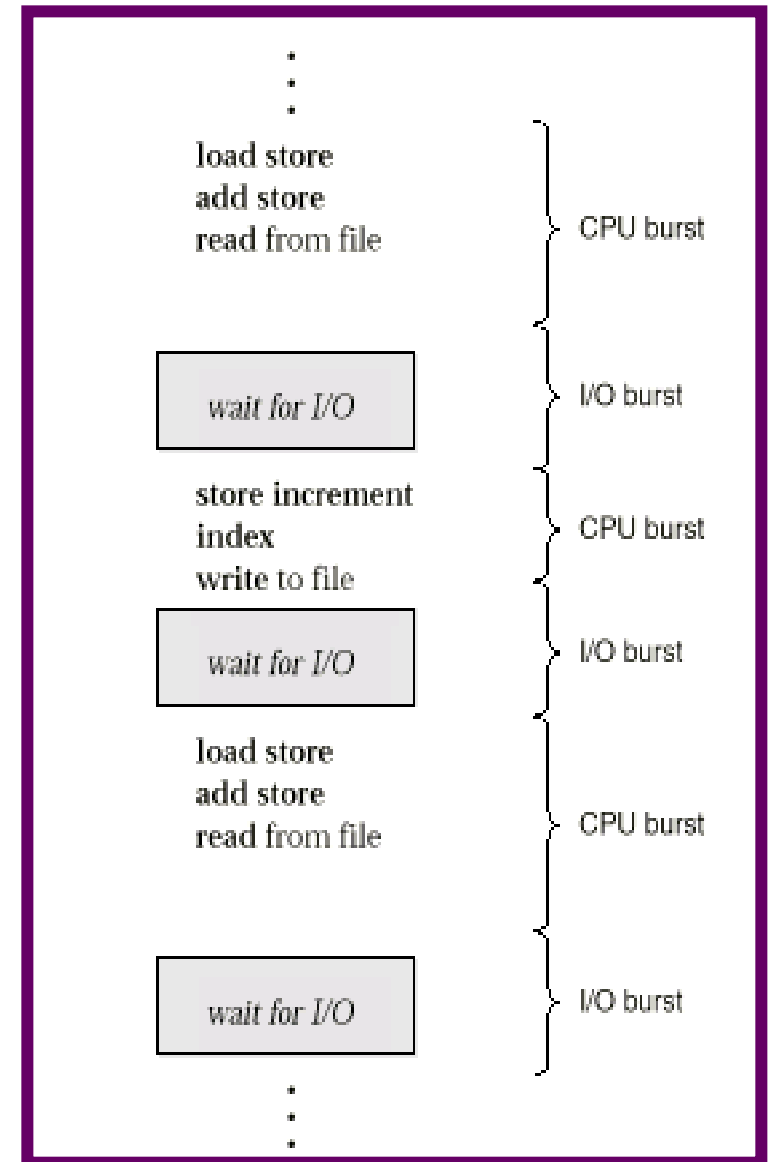 load store
add store
read from file
CPU burst
wait for I/O
I/O burst
store increment
index
write to file
CPU burst
wait for I/O
I/O burst
load store
add store
read from file
CPU burst
wait for I/O
I/O burst